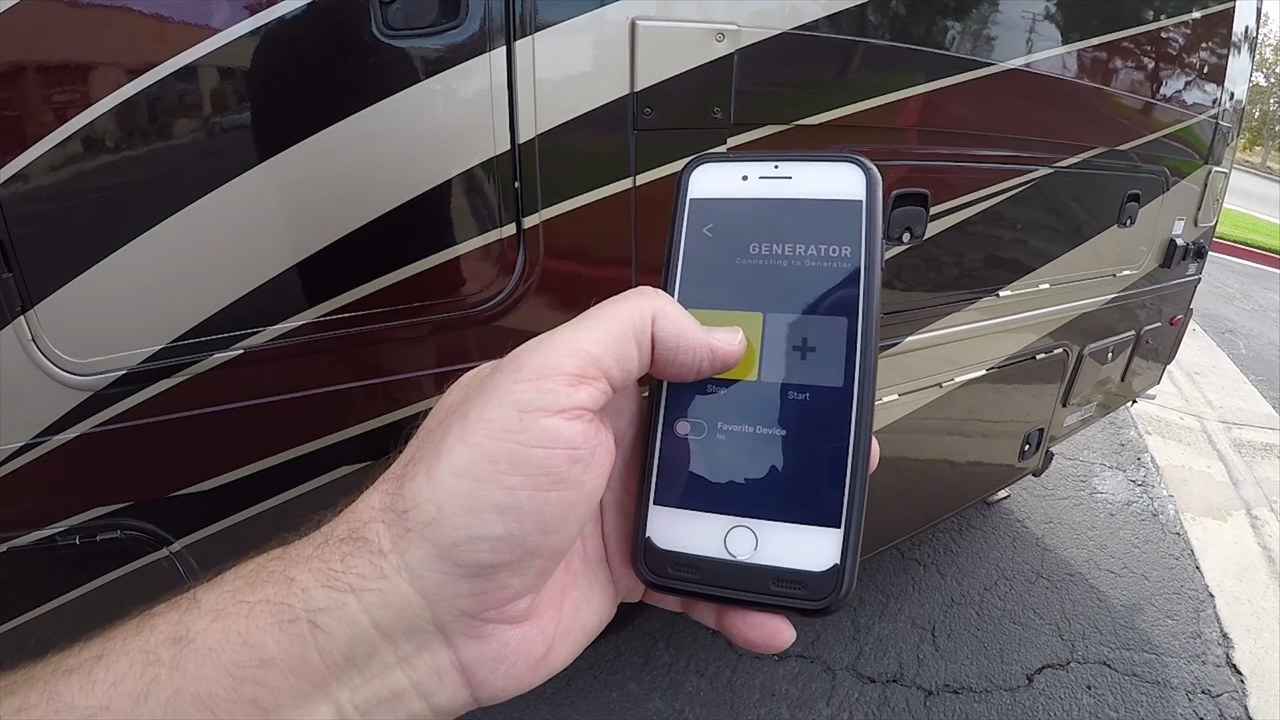 GENERATOR
Connecting to Generator
Stop
Start
Favorite Device
No